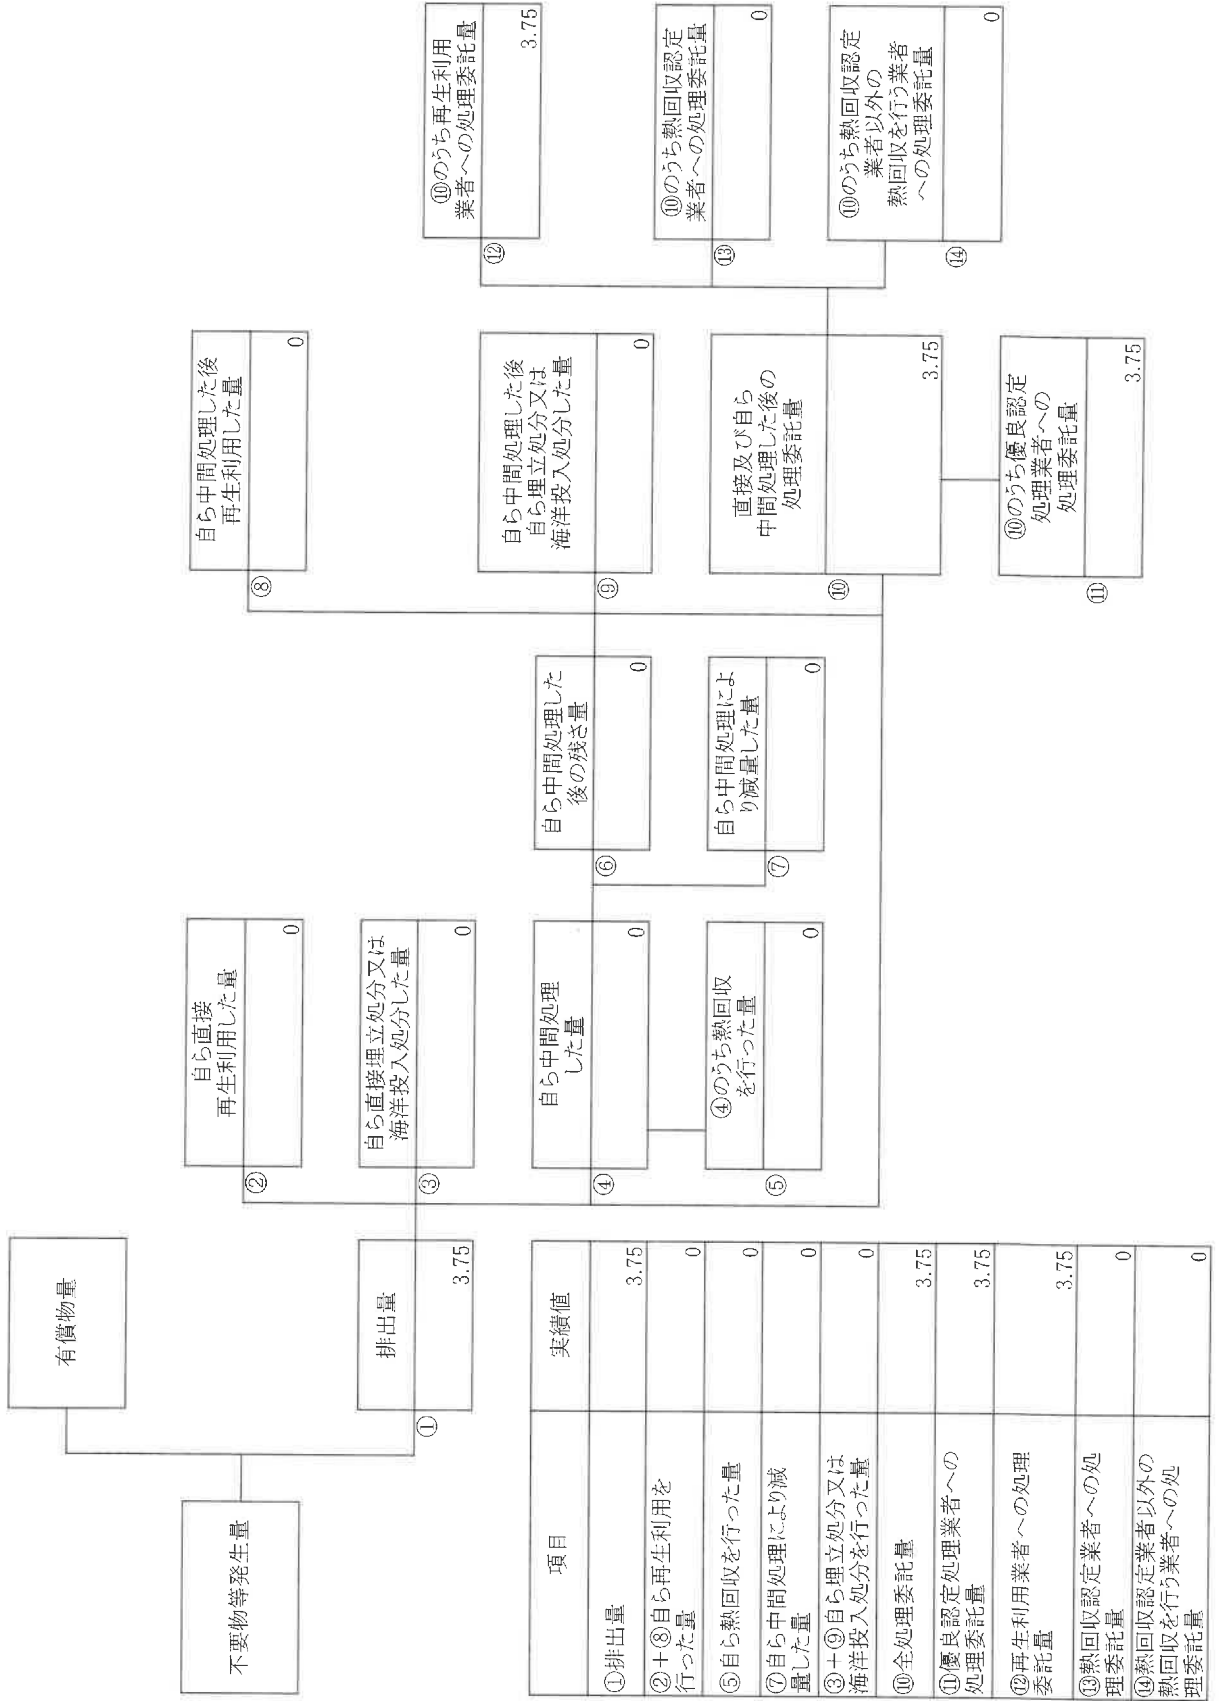 不要物等発生量
有償物量
①
排出量
3.75
②
自ら直接
再生利用した量
0
③
自ら直接埋立処分又は
海洋投入処分した量
0
④
自ら中間処理
した量
0
⑤
④のうち熱回収
を行った量
0
⑥
自ら中間処理した
後の残さ量
0
⑦
自ら中間処理によ
り減量した量
0
⑧
自ら中間処理した後
再生利用した量
0
⑨
自ら中間処理した後
自ら埋立処分又は
海洋投入処分した量
0
⑩
直接及び自ら
中間処理した後の
処理委託量
3.75
⑪
⑩のうち優良認定
処理業者への
処理委託量
3.75
⑫
⑩のうち再生利用
業者への処理委託量
3.75
⑬
⑩のうち熱回収認定
業者への処理委託量
0
⑭
⑩のうち熱回収認定
業者以外の
熱回収を行う業者
への処理委託量
0
項目 実績値
①排出量 3.75
②+⑧自ら再生利用を
行った量 0
⑤自ら熱回収を行った量 0
⑦自ら中間処理により減
量した量 0
③+⑨自ら埋立処分又は
海洋投入処分を行った量 0
⑩全処理委託量 3.75
⑪優良認定処理業者への
処理委託量 3.75
⑫再生利用業者への処理
委託量 3.75
⑬熱回収認定業者への処
理委託量 0
⑭熱回収認定業者以外の
熱回収を行う業者への処
理委託量 0